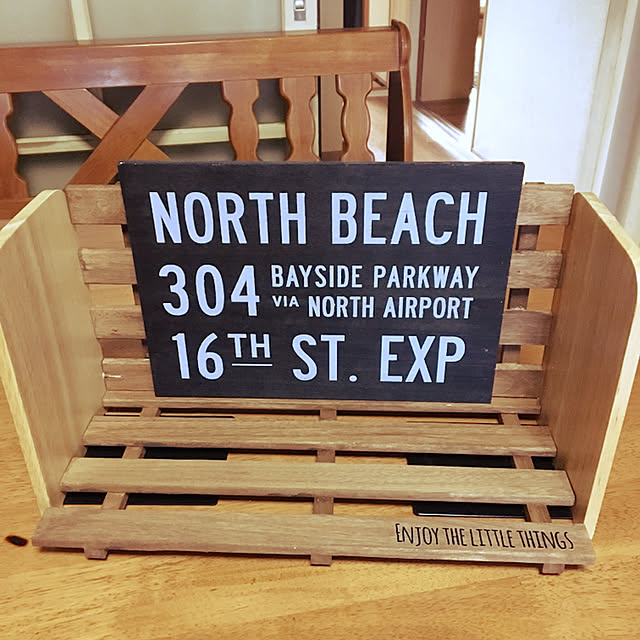 NORTH BEACH
304 BAYSIDE PARKWAY
VIA NORTH AIRPORT
16TH ST. EXP
ENJOY THE LITTLE THINGS